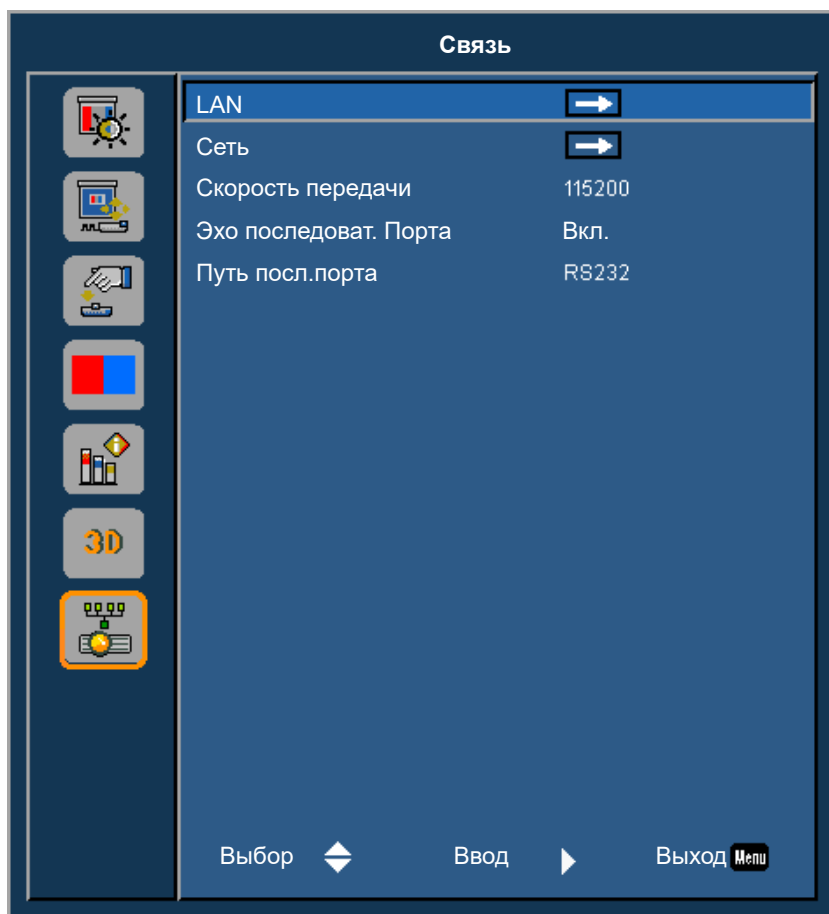 Связь
LAN
Сеть
Скорость передачи 115200
Эхо последоват. Порта Вкл.
Путь посл.порта RS232
3D
Выбор Ввод Выход Menu